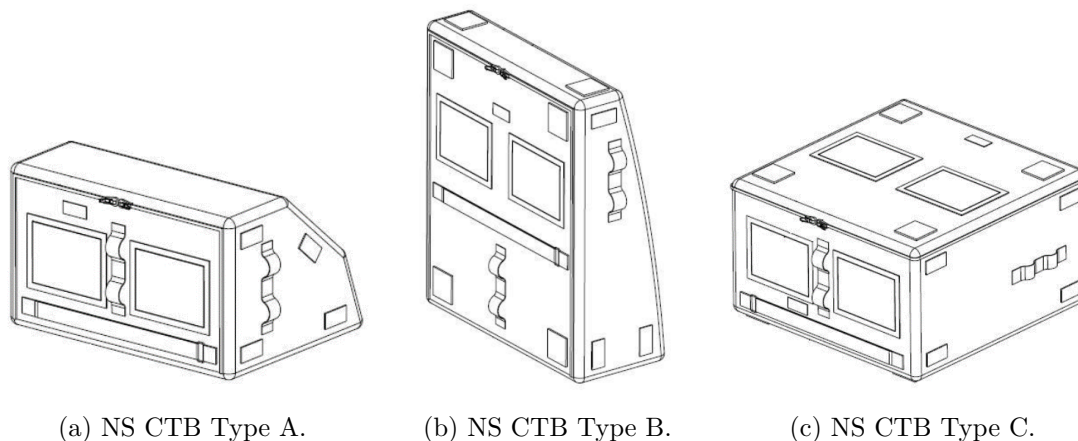 (a) NS CTB Type A.
(b) NS CTB Type B.
(c) NS CTB Type C.